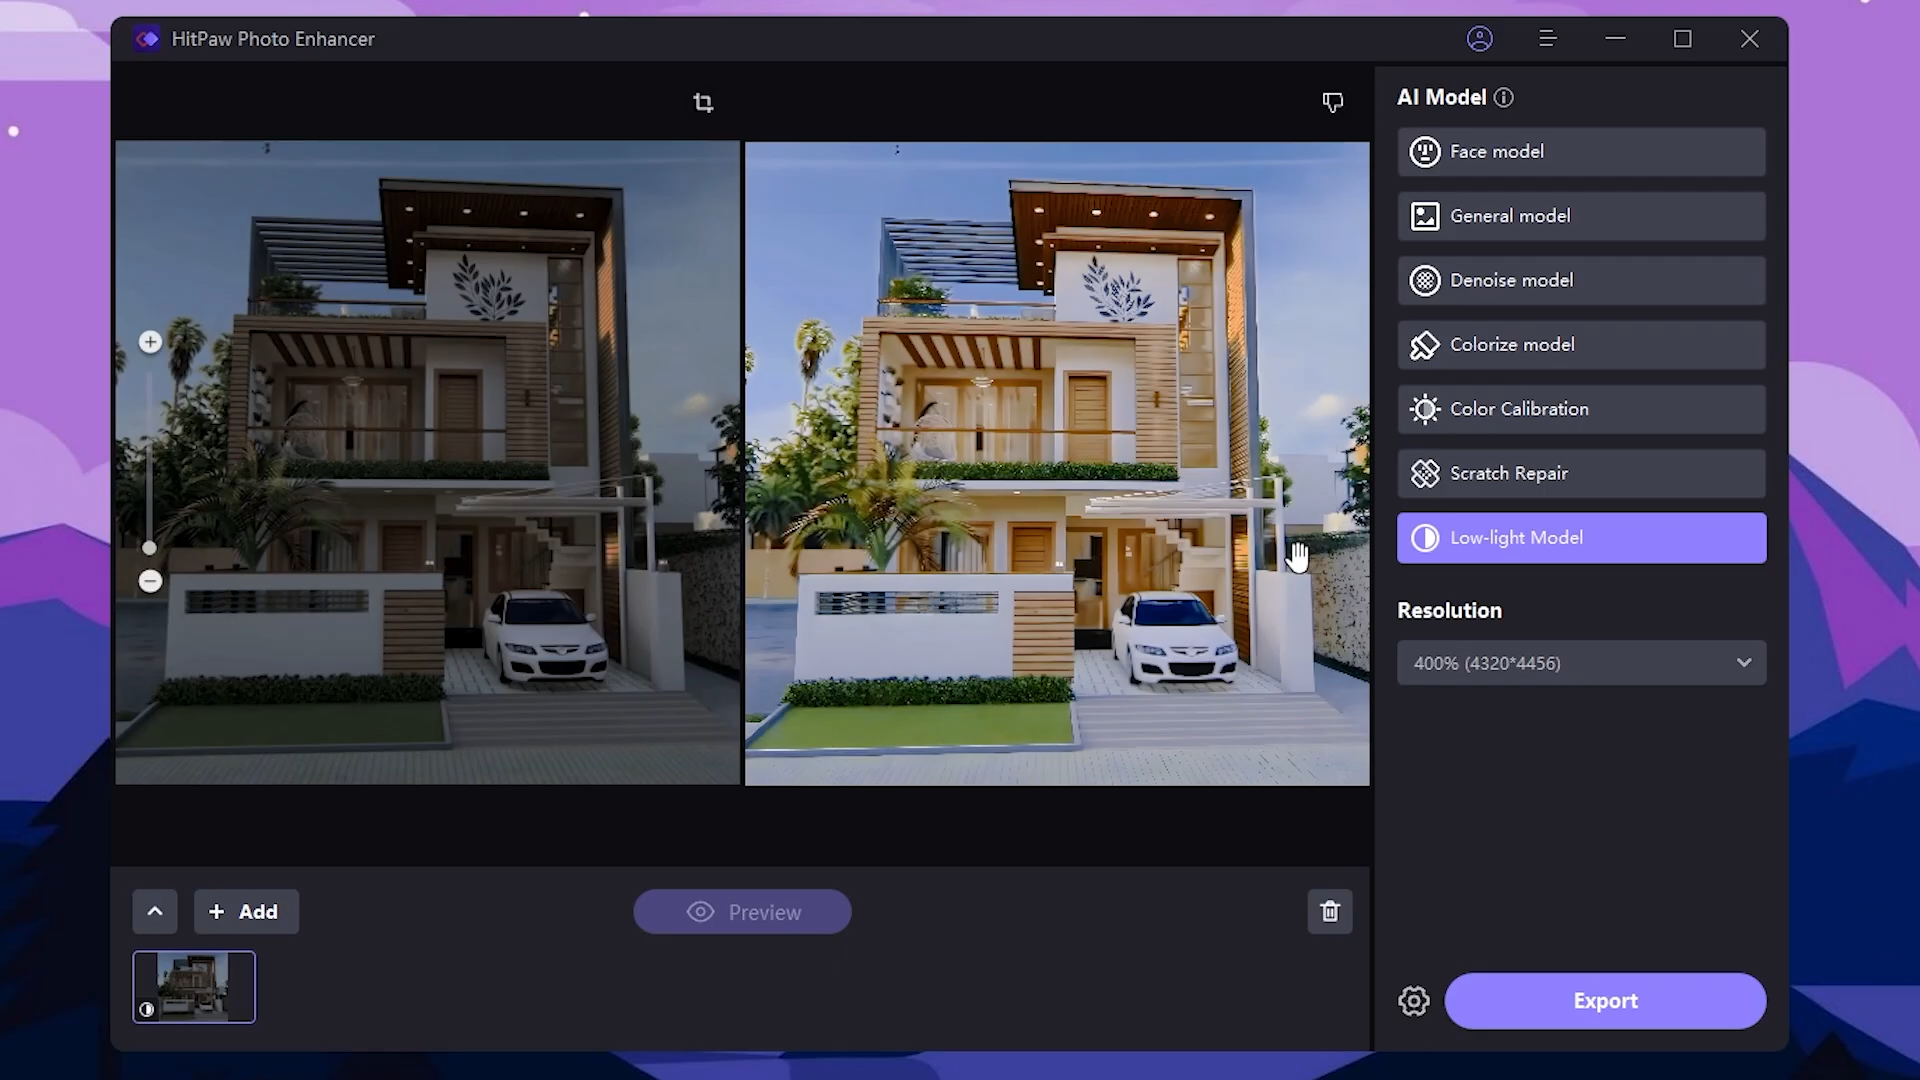 HitPaw Photo Enhancer
AI Model
Face model
General model
Denoise model
Colorize model
Color Calibration
Scratch Repair
Low-light Model
Resolution
400% (4320*4456)
Add
Preview
Export